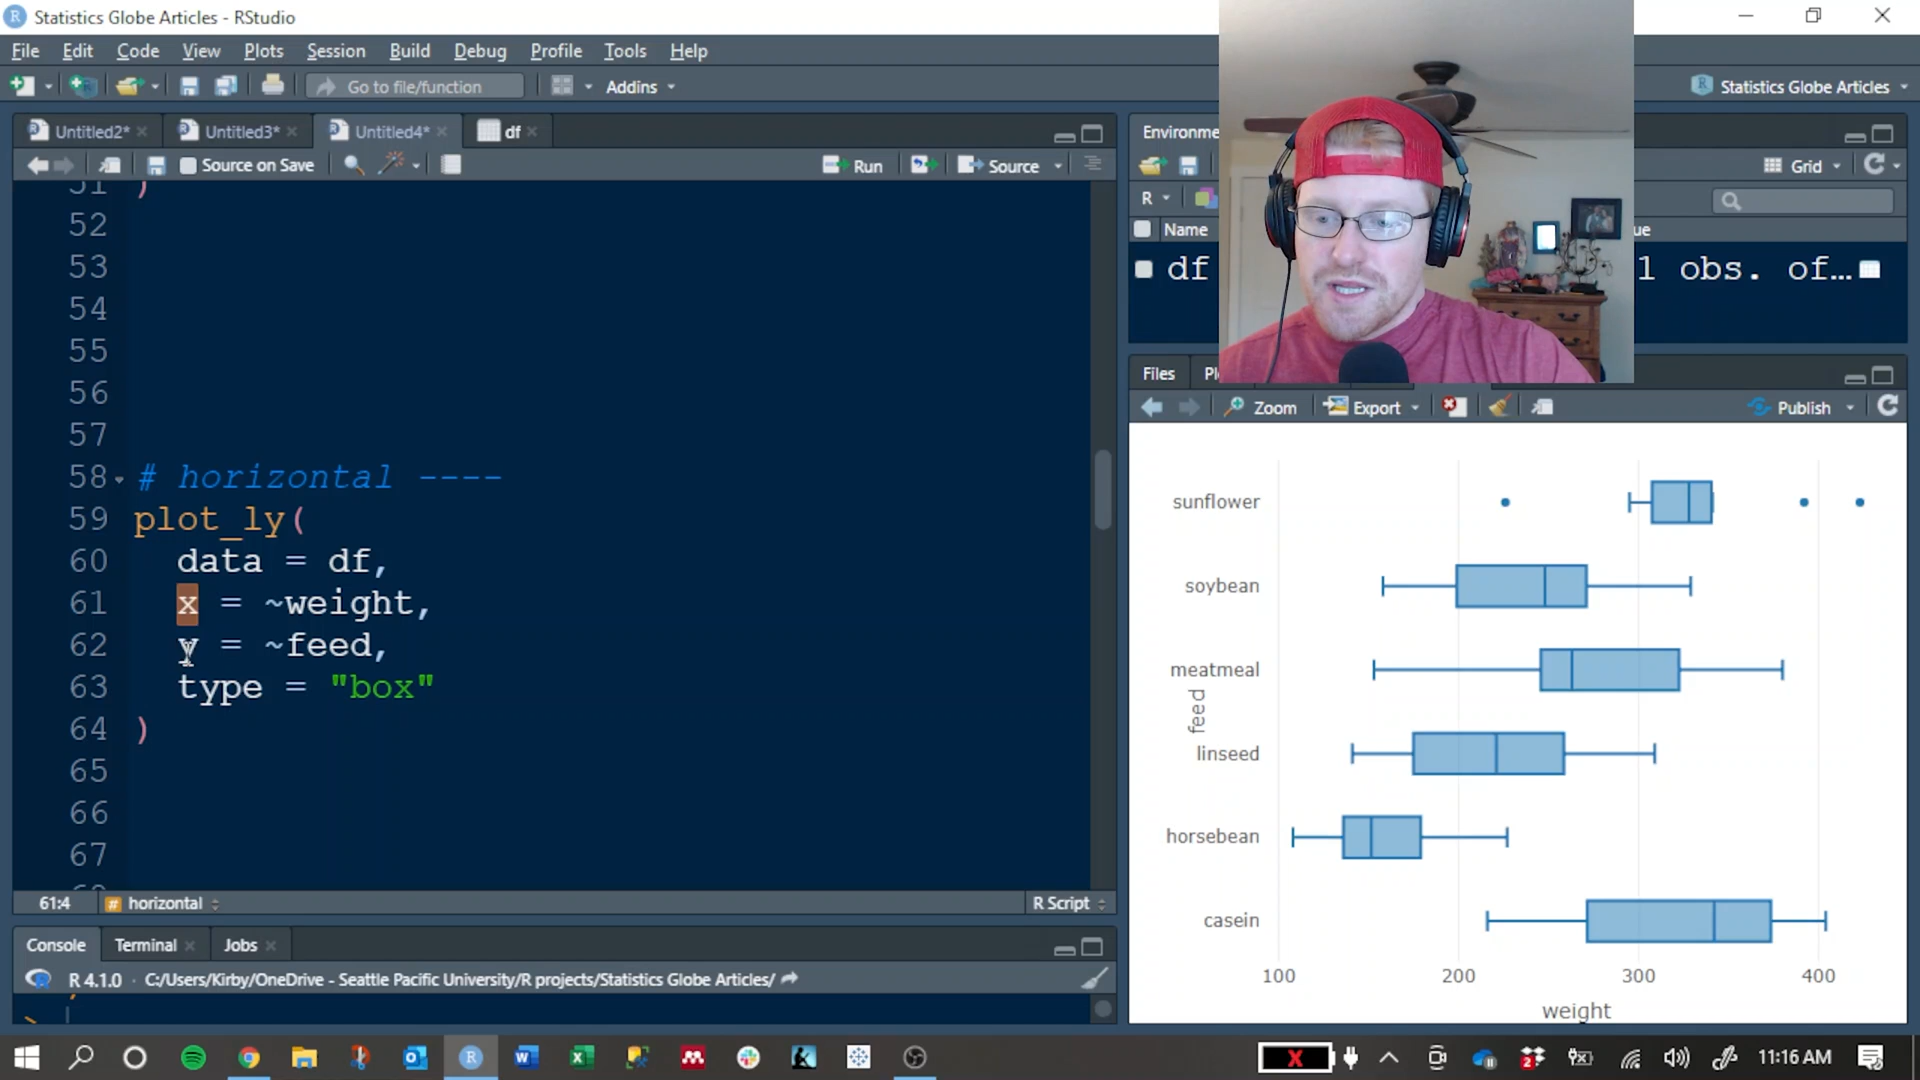 Statistics Globe Articles - RStudio
File Edit Code View Plots Session Build Debug Profile Tools Help
Go to file/function
Addins
Statistics Globe Articles
Untitled2*
Untitled3*
Untitled4*
df
Source on Save
Run
Source
51 )
52
53
54
55
56
57
58 # horizontal ----
59 plot_ly(
60 data = df,
61 x = ~weight,
62 y = ~feed,
63 type = "box"
64 )
65
66
67
61:4
# horizontal
R Script
Console Terminal Jobs
R 4.1.0 · C:/Users/Kirby/OneDrive - Seattle Pacific University/R projects/Statistics Globe Articles/
Grid
R
Name
df
1 obs. of…
Files
Zoom
Export
Publish
sunflower
soybean
meatmeal
feed
linseed
horsebean
casein
100 200 300 400
weight
11:16 AM